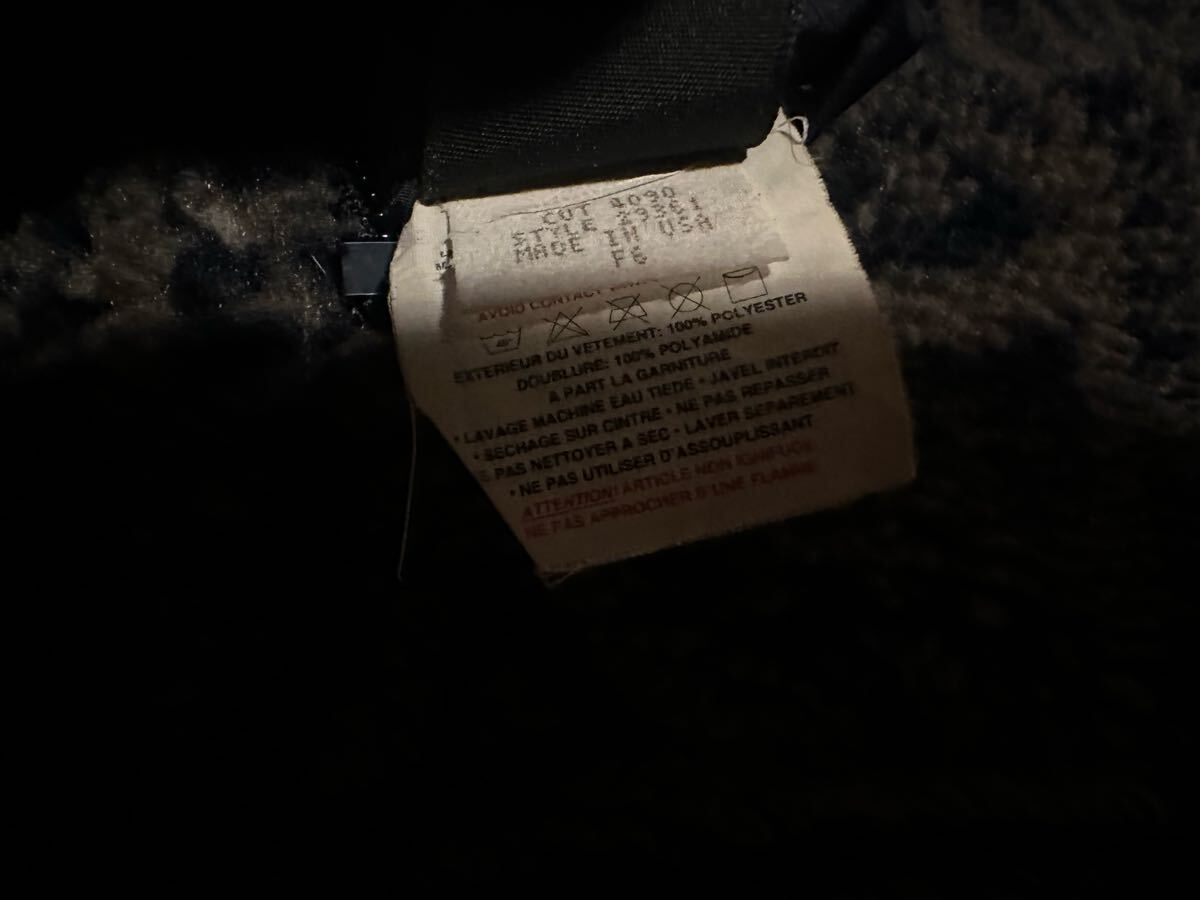 CUT 4090
STYLE
MADE IN USA
F6
AVOID CONTACT
EXTERIEUR DU VETEMENT: 100% POLYESTER
DOUBLURE: 100% POLYAMIDE
A PART LA GARNITURE
• LAVAGE MACHINE EAU TIEDE • JAVEL INTERDIT
• SECHAGE SUR CINTRE • NE PAS REPASSER
E PAS NETTOYER A SEC • LAVER SEPAREMENT
• NE PAS UTILISER D'ASSOUPLISSANT
ATTENTION! ARTICLE NON IGNIFUGE
NE PAS APPROCHER D'UNE FLAMME